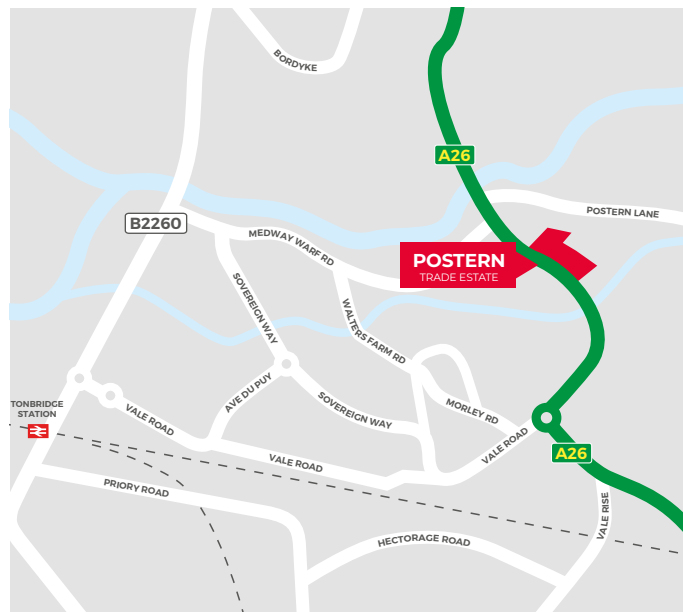 BORDYKE
A26
POSTERN LANE
B2260
MEDWAY WARF RD
POSTERN
TRADE ESTATE
SOVEREIGN WAY
WALTERS FARM RD
AVE DU PUY
SOVEREIGN WAY
MORLEY RD
TONBRIDGE
STATION
VALE ROAD
VALE ROAD
VALE ROAD
A26
PRIORY ROAD
VALE RISE
HECTORAGE ROAD